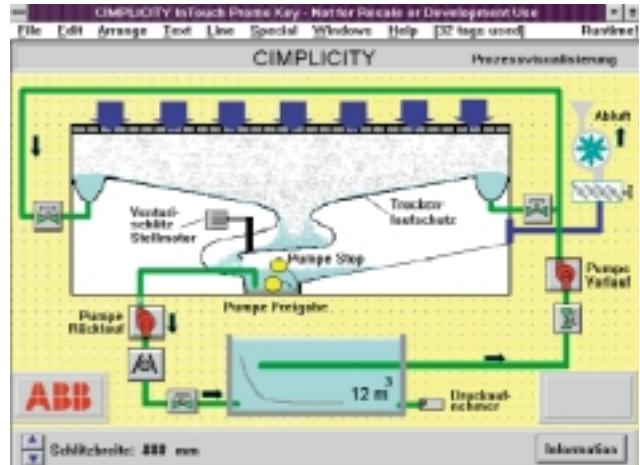 CIMPLICITY InTouch Promo Key - Not for Resale or Development Use
File Edit Arrange Text Line Special Windows Help [32 tags used] Runtime!
CIMPLICITY
Prozessvisualisierung
Abluft
Venturi-
schlitz
Stellmotor
Trocken-
laufschutz
Pumpe Stop
Pumpe
Vorlauf
Pumpe Freigabe
Pumpe
Rücklauf
12 m³
Druckauf-
nehmer
ABB
Schlitzbreite: ### mm
Information